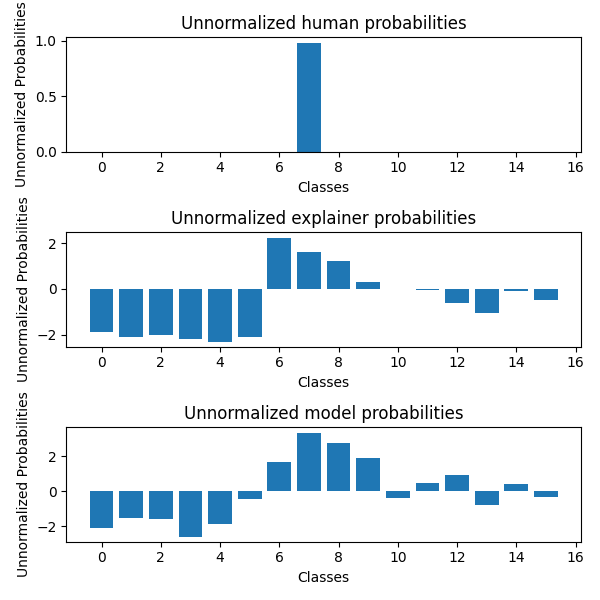 Unnormalized human probabilities
Unnormalized Probabilities
1.0
0.5
0.0
0 2 4 6 8 10 12 14 16
Classes
Unnormalized explainer probabilities
Unnormalized Probabilities
2
0
−2
0 2 4 6 8 10 12 14 16
Classes
Unnormalized model probabilities
Unnormalized Probabilities
2
0
−2
0 2 4 6 8 10 12 14 16
Classes